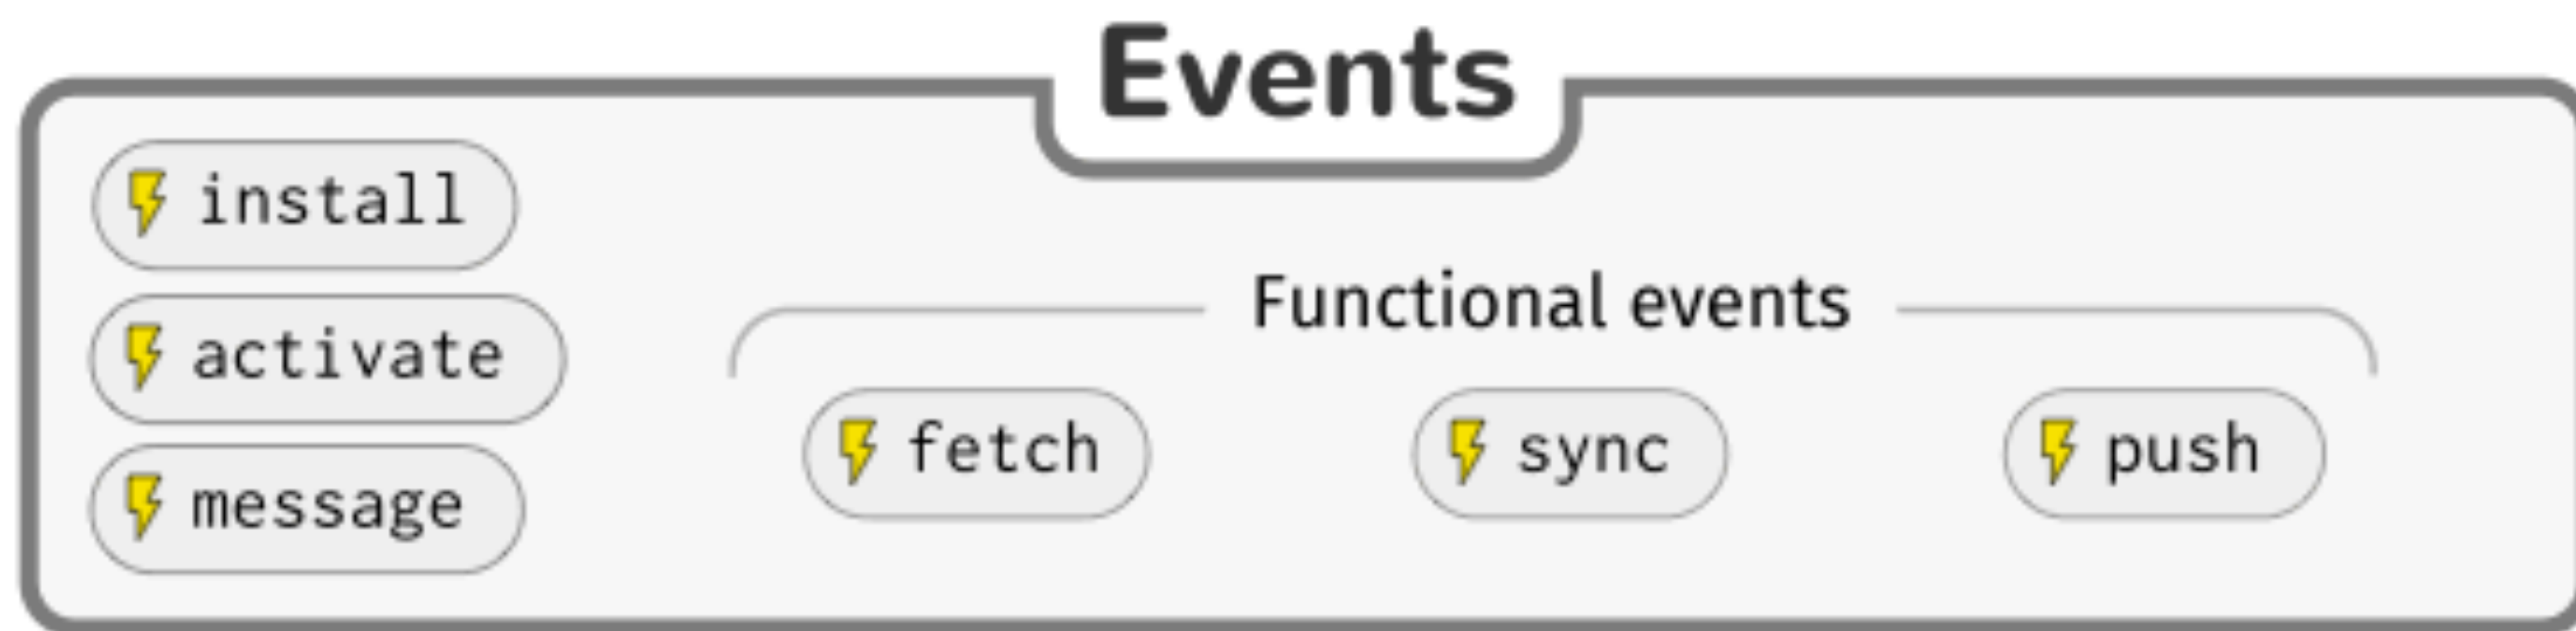 Events
install
activate
message
Functional events
fetch
sync
push